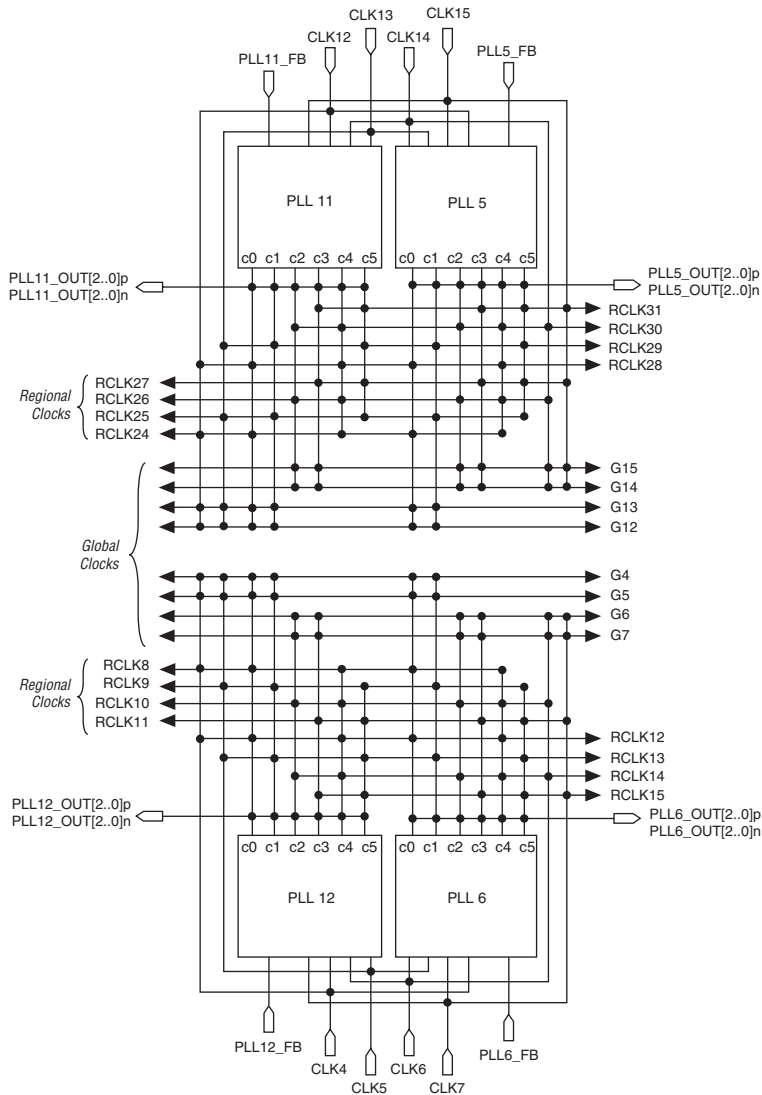 CLK13
CLK15
CLK12
CLK14
PLL11_FB
PLL5_FB
PLL 11
PLL 5
c0 c1 c2 c3 c4 c5
c0 c1 c2 c3 c4 c5
PLL11_OUT[2..0]p
PLL11_OUT[2..0]n
PLL5_OUT[2..0]p
PLL5_OUT[2..0]n
RCLK31
RCLK30
RCLK29
RCLK28
Regional
Clocks
RCLK27
RCLK26
RCLK25
RCLK24
G15
G14
G13
G12
Global
Clocks
G4
G5
G6
G7
Regional
Clocks
RCLK8
RCLK9
RCLK10
RCLK11
RCLK12
RCLK13
RCLK14
RCLK15
PLL12_OUT[2..0]p
PLL12_OUT[2..0]n
PLL6_OUT[2..0]p
PLL6_OUT[2..0]n
c0 c1 c2 c3 c4 c5
c0 c1 c2 c3 c4 c5
PLL 12
PLL 6
PLL12_FB
PLL6_FB
CLK4
CLK6
CLK5
CLK7